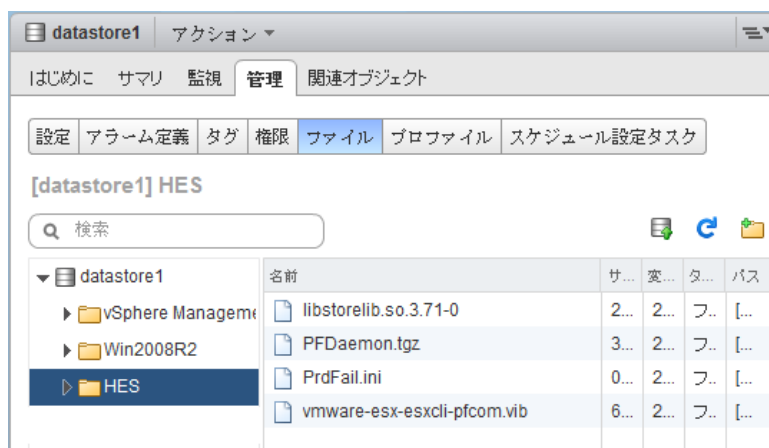 datastore1 アクション
はじめに サマリ 監視 管理 関連オブジェクト
設定 アラーム定義 タグ 権限 ファイル プロファイル スケジュール設定タスク
[datastore1] HES
検索
datastore1
vSphere Manageme
Win2008R2
HES
名前 サ... 変... タ... パス
libstorelib.so.3.71-0 2... 2... フ.. [...
PFDaemon.tgz 3... 2... フ.. [...
PrdFail.ini 0... 2... フ.. [...
vmware-esx-esxcli-pfcom.vib 6... 2... フ.. [...